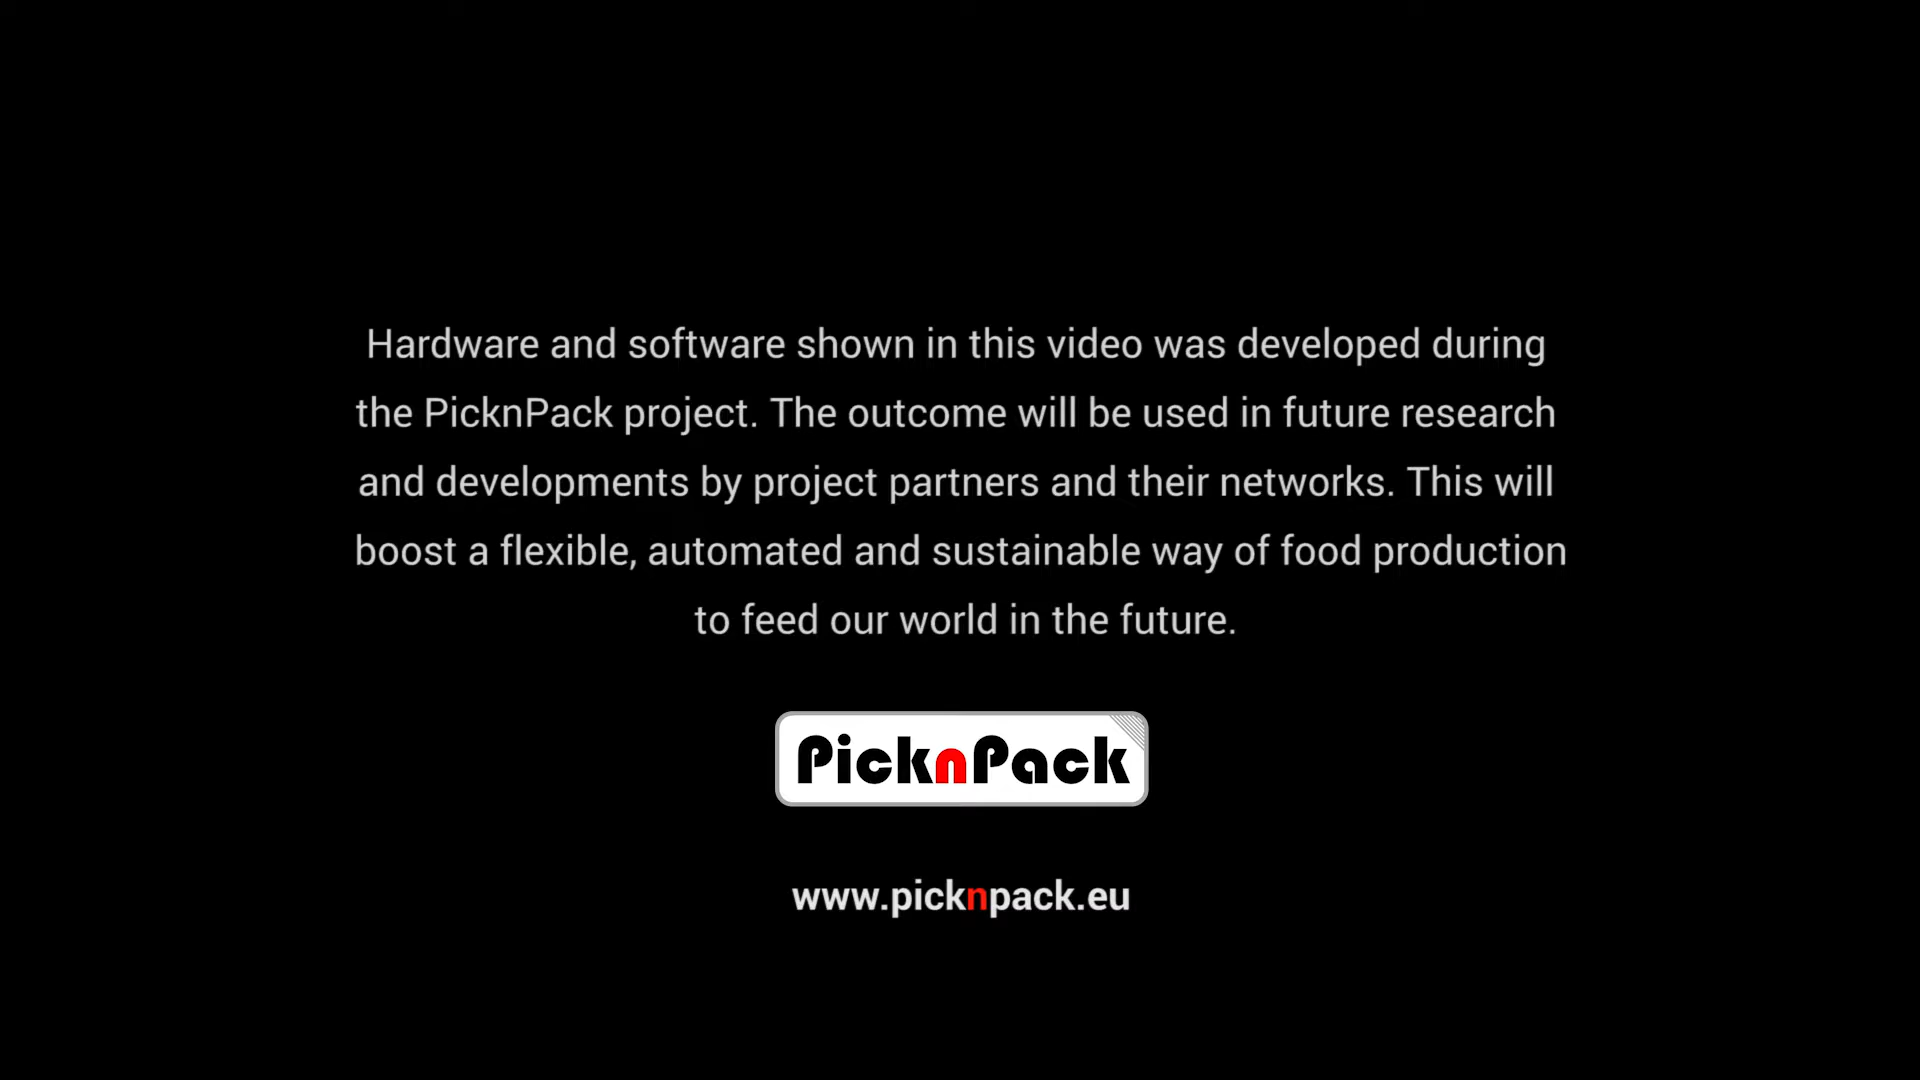 Hardware and software shown in this video was developed during
the PicknPack project. The outcome will be used in future research
and developments by project partners and their networks. This will
boost a flexible, automated and sustainable way of food production
to feed our world in the future.
PicknPack
www.picknpack.eu